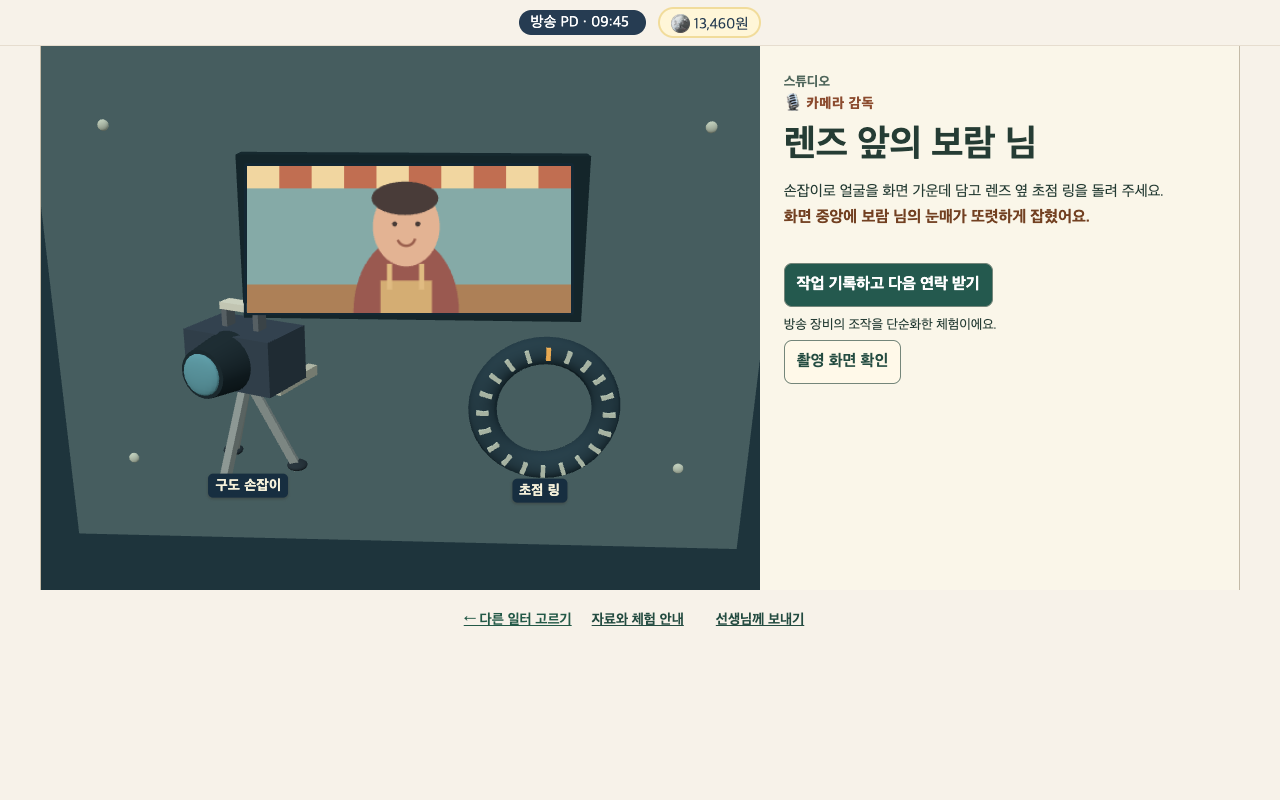 방송 PD · 09:45
13,460원
스튜디오
카메라 감독
렌즈 앞의 보람 님
손잡이로 얼굴을 화면 가운데 담고 렌즈 옆 초점 링을 돌려 주세요.
화면 중앙에 보람 님의 눈매가 또렷하게 잡혔어요.
작업 기록하고 다음 연락 받기
방송 장비의 조작을 단순화한 체험이에요.
촬영 화면 확인
구도 손잡이
초점 링
← 다른 일터 고르기
자료와 체험 안내
선생님께 보내기